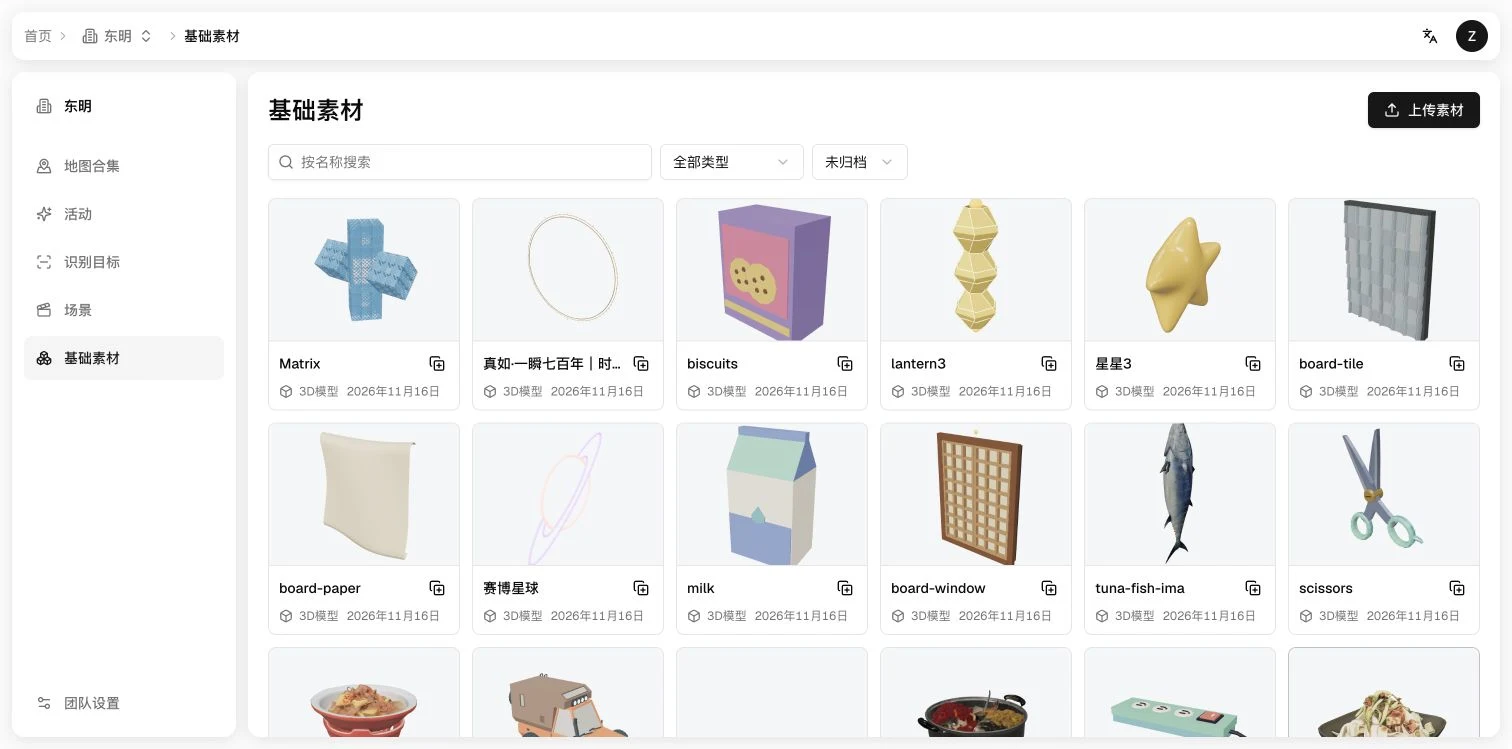 首页
东明
基础素材
Z
东明
地图合集
活动
识别目标
场景
基础素材
团队设置
基础素材
上传素材
按名称搜索
全部类型
未归档
Matrix
3D模型 2026年11月16日
真如·一瞬七百年｜时...
3D模型 2026年11月16日
biscuits
3D模型 2026年11月16日
lantern3
3D模型 2026年11月16日
星星3
3D模型 2026年11月16日
board-tile
3D模型 2026年11月16日
board-paper
3D模型 2026年11月16日
赛博星球
3D模型 2026年11月16日
milk
3D模型 2026年11月16日
board-window
3D模型 2026年11月16日
tuna-fish-ima
3D模型 2026年11月16日
scissors
3D模型 2026年11月16日